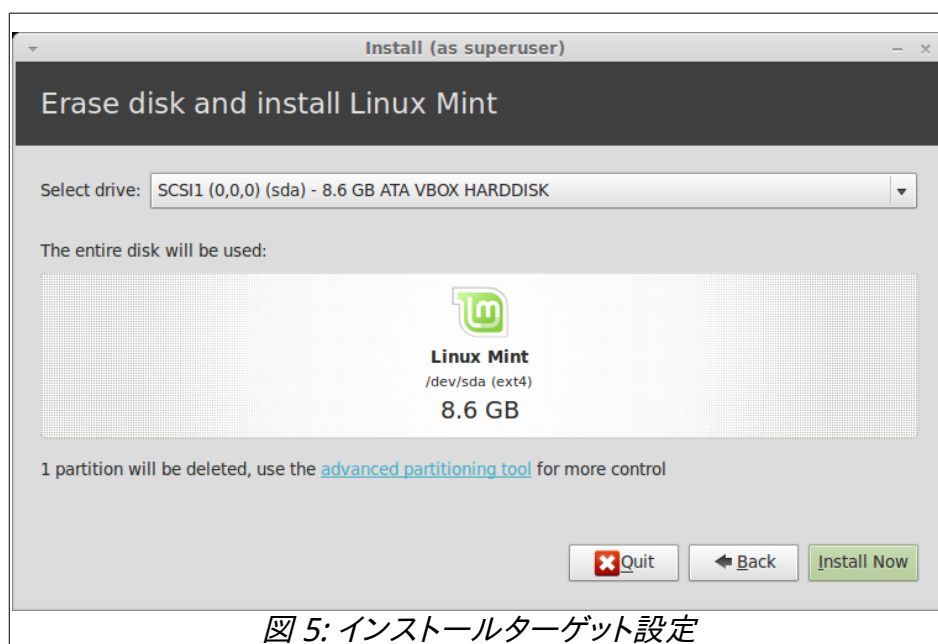 Install (as superuser)
Erase disk and install Linux Mint
Select drive: SCSI1 (0,0,0) (sda) - 8.6 GB ATA VBOX HARDDISK
The entire disk will be used:
Linux Mint
/dev/sda (ext4)
8.6 GB
1 partition will be deleted, use the advanced partitioning tool for more control
Quit Back Install Now
図 5: インストールターゲット設定